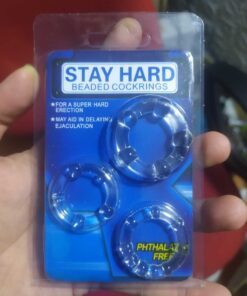 STAY HARD
BEADED COCKRINGS
★FOR A SUPER HARD
ERECTION
★MAY AID IN DELAYING
EJACULATION
FREE